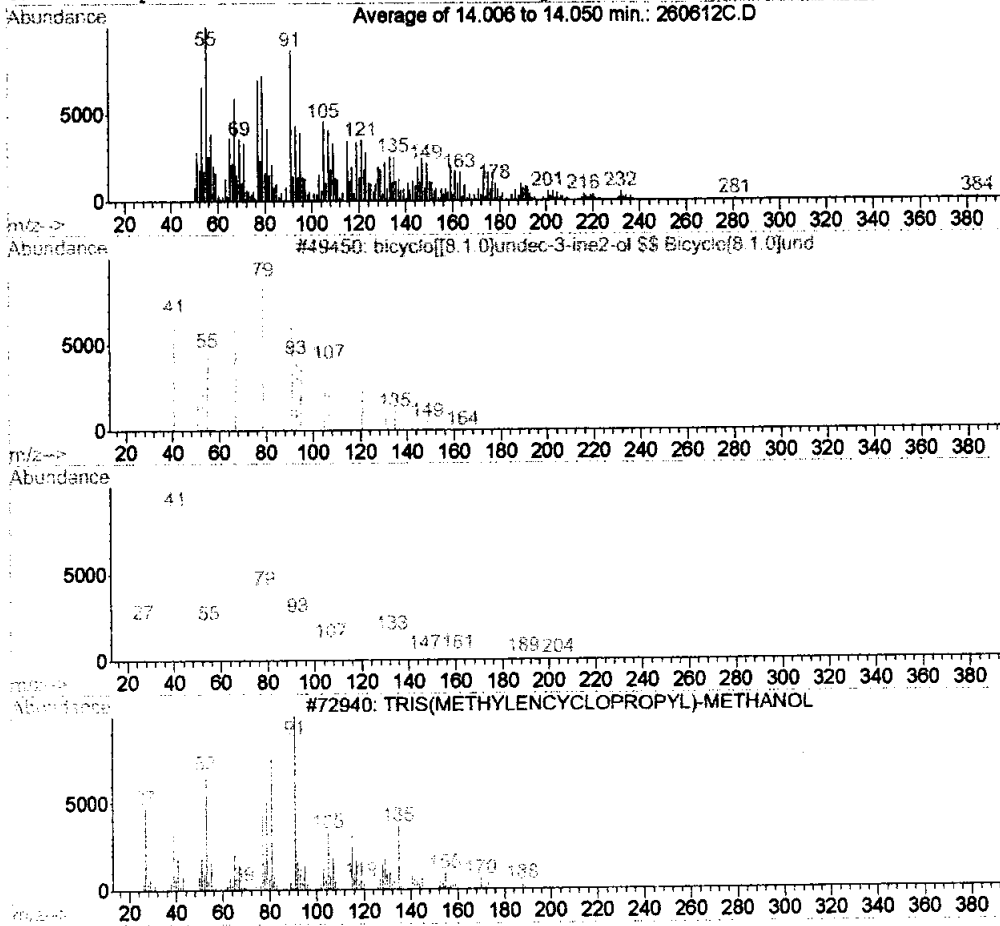 Abundance Average of 14.006 to 14.050 min.: 260612C.D
55 91
5000 69 105 121 135 149 163 178 201 216 232 281 384
0
20 40 60 80 100 120 140 160 180 200 220 240 260 280 300 320 340 360 380
m/z-->
Abundance #49450: bicyclo[[8.1.0]undec-3-ine2-ol $$ Bicyclo[8.1.0]und
79
41
5000 55 93 107
135 149 164
0
20 40 60 80 100 120 140 160 180 200 220 240 260 280 300 320 340 360 380
m/z-->
Abundance
41
5000 79
27 55 93 107 133 147 161 189 204
0
20 40 60 80 100 120 140 160 180 200 220 240 260 280 300 320 340 360 380
m/z-->
Abundance #72940: TRIS(METHYLENCYCLOPROPYL)-METHANOL
91
5000 105 135
170 188
0
20 40 60 80 100 120 140 160 180 200 220 240 260 280 300 320 340 360 380
m/z-->